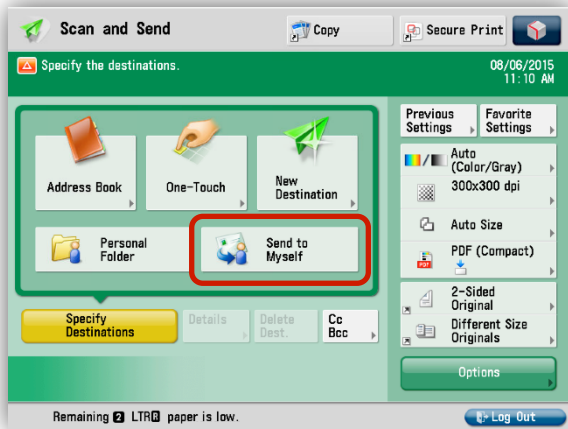 Scan and Send
Copy
Secure Print
Specify the destinations.
08/06/2015
11:10 AM
Address Book
One-Touch
New
Destination
Personal
Folder
Send to
Myself
Specify
Destinations
Details
Delete
Dest.
Cc
Bcc
Previous
Settings
Favorite
Settings
Auto
(Color/Gray)
300x300 dpi
Auto Size
PDF
PDF (Compact)
2-Sided
Original
Different Size
Originals
Options
Remaining 2 LTRR paper is low.
Log Out